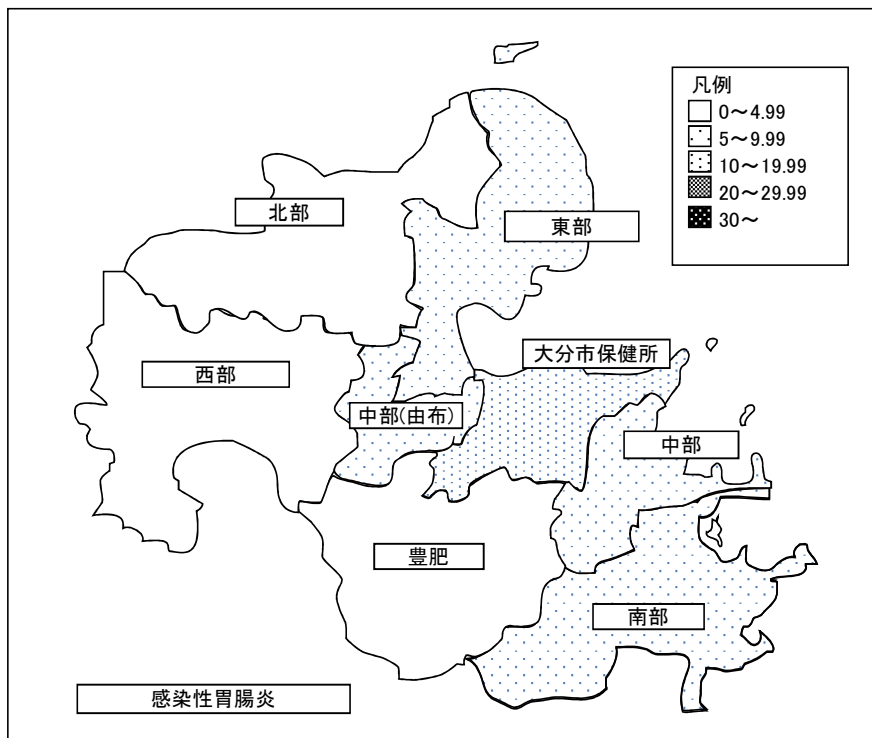 凡例
0～4.99
5～9.99
10～19.99
20～29.99
30～
北部
東部
大分市保健所
西部
中部(由布)
中部
豊肥
南部
感染性胃腸炎